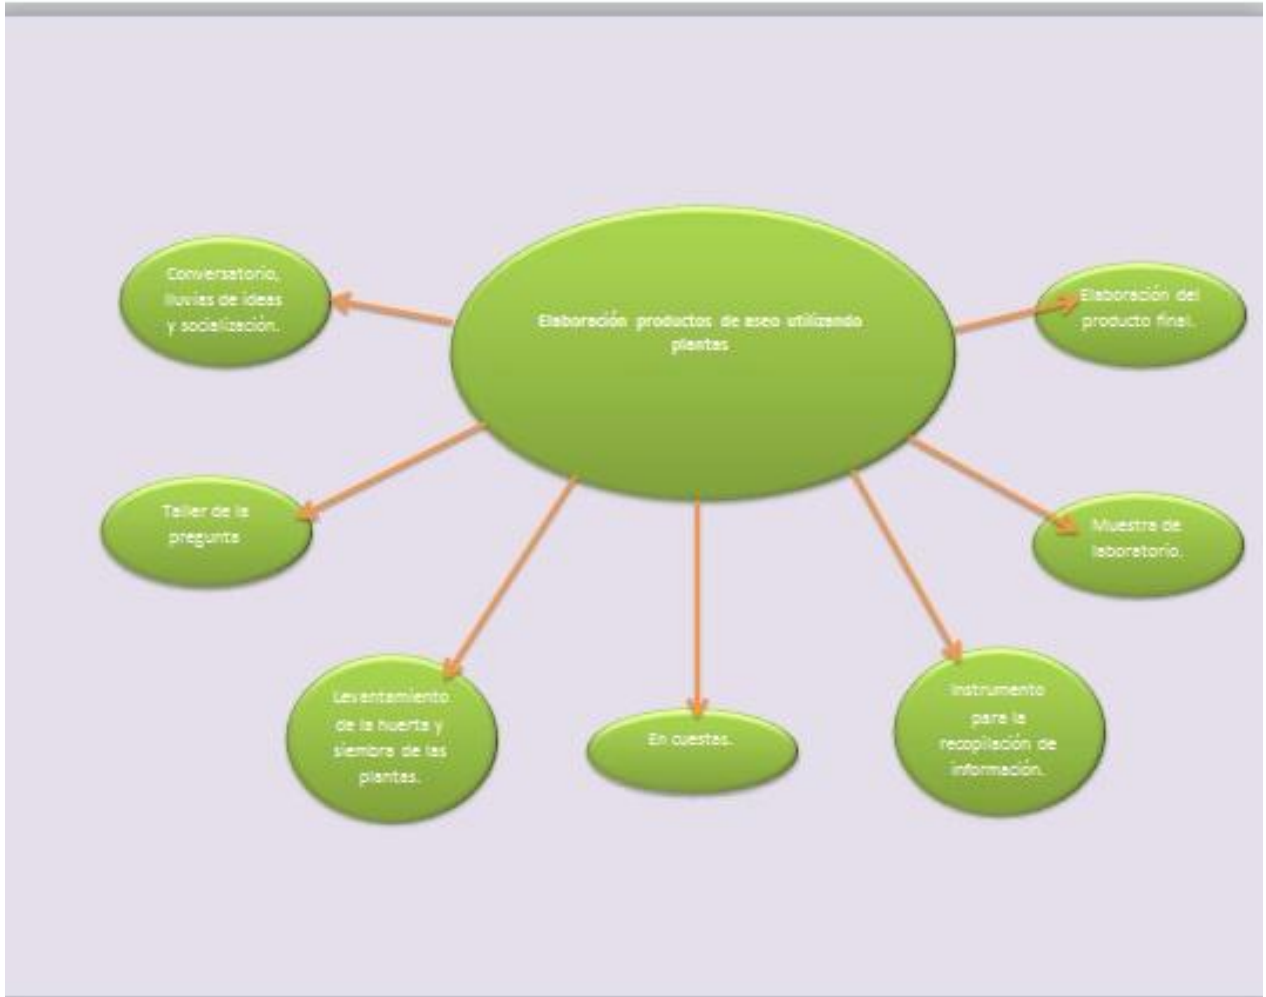 Elaboración productos de aseo utilizando
plantas
Conversatorio,
lluvias de ideas
y socialización.
Taller de la
pregunta
Levantamiento
de la huerta y
siembra de las
plantas.
En cuestas.
Instrumento
para la
recopilación de
información.
Muestra de
laboratorio.
Elaboración del
producto final.